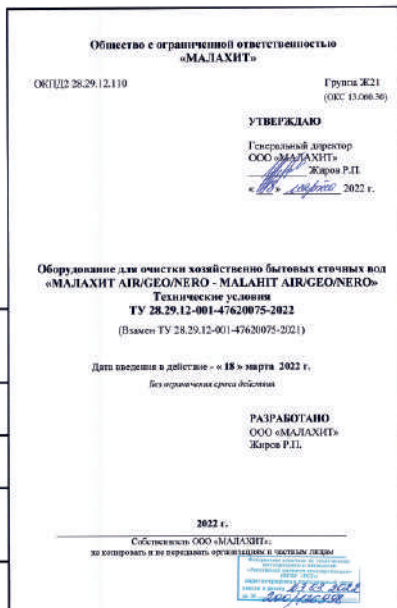 Общество с ограниченной ответственностью
«МАЛАХИТ»
ОКПД2 28.29.12.110
Группа Ж21
(ОКС 13.060.30)
УТВЕРЖДАЮ
Генеральный директор
ООО «МАЛАХИТ»
Жиров Р.П.
« 18 » марта 2022 г.
Оборудование для очистки хозяйственно бытовых сточных вод
«МАЛАХИТ AIR/GEO/NERO - MALAHIT AIR/GEO/NERO»
Технические условия
ТУ 28.29.12-001-47620075-2022
(Взамен ТУ 28.29.12-001-47620075-2021)
Дата введения в действие - « 18 » марта 2022 г.
Без ограничения срока действия
РАЗРАБОТАНО
ООО «МАЛАХИТ»
Жиров Р.П.
2022 г.
Собственность ООО «МАЛАХИТ»:
не копировать и не передавать организациям и частным лицам